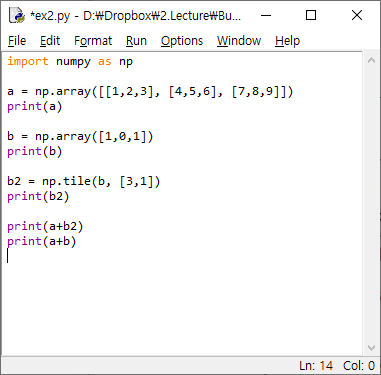 *ex2.py - D:₩Dropbox₩2.Lecture₩Bu...
File Edit Format Run Options Window Help
import numpy as np
a = np.array([[1,2,3], [4,5,6], [7,8,9]])
print(a)
b = np.array([1,0,1])
print(b)
b2 = np.tile(b, [3,1])
print(b2)
print(a+b2)
print(a+b)
Ln: 14 Col: 0